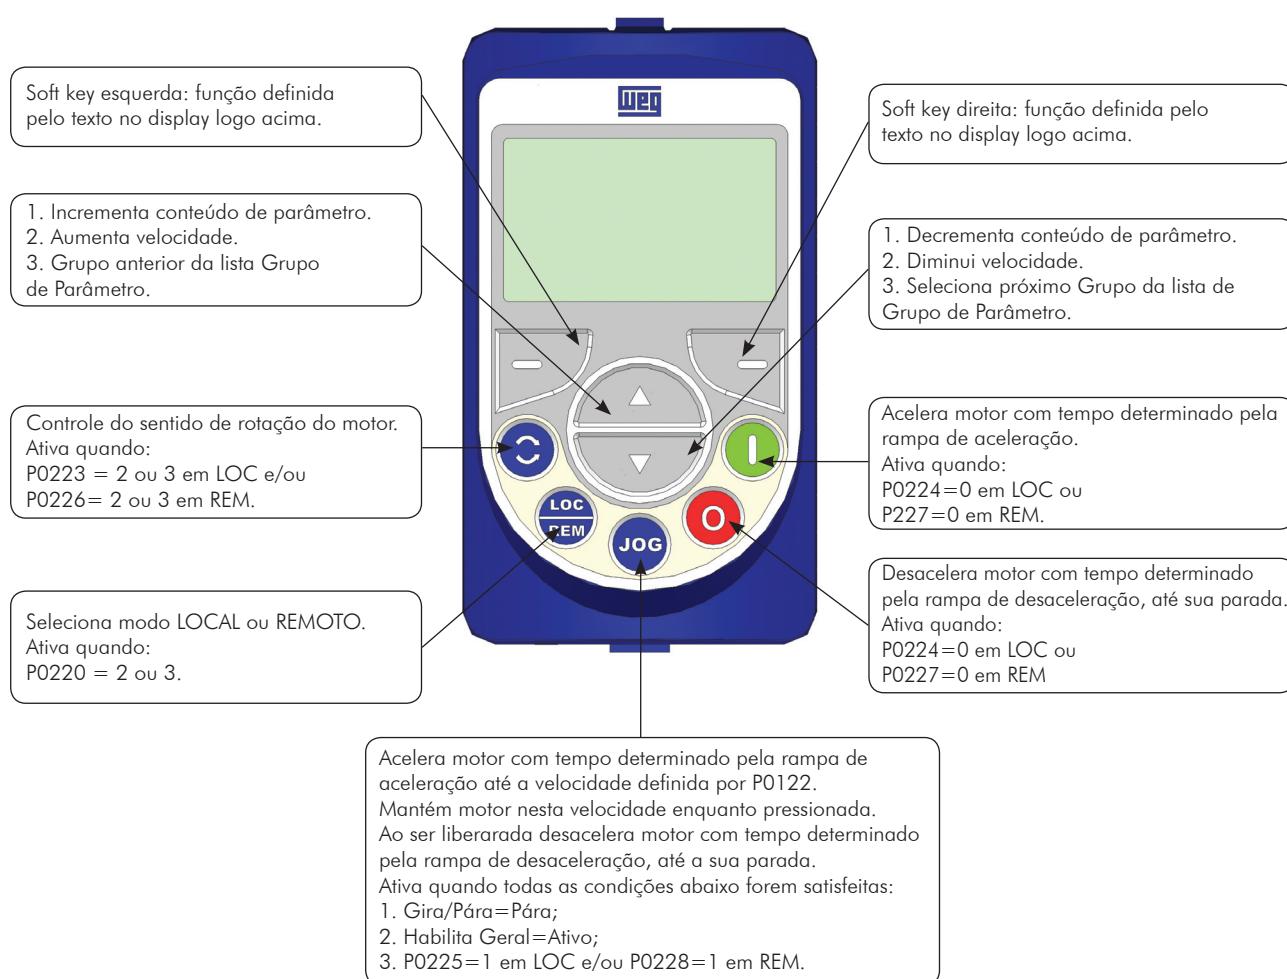 weg
Soft key esquerda: função definida
pelo texto no display logo acima.
Soft key direita: função definida pelo
texto no display logo acima.
1. Incrementa conteúdo de parâmetro.
2. Aumenta velocidade.
3. Grupo anterior da lista Grupo
de Parâmetro.
1. Decrementa conteúdo de parâmetro.
2. Diminui velocidade.
3. Seleciona próximo Grupo da lista de
Grupo de Parâmetro.
Controle do sentido de rotação do motor.
Ativa quando:
P0223 = 2 ou 3 em LOC e/ou
P0226= 2 ou 3 em REM.
Acelera motor com tempo determinado pela
rampa de aceleração.
Ativa quando:
P0224=0 em LOC ou
P227=0 em REM.
LOC
REM
JOG
Seleciona modo LOCAL ou REMOTO.
Ativa quando:
P0220 = 2 ou 3.
Desacelera motor com tempo determinado
pela rampa de desaceleração, até sua parada.
Ativa quando:
P0224=0 em LOC ou
P0227=0 em REM
Acelera motor com tempo determinado pela rampa de
aceleração até a velocidade definida por P0122.
Mantém motor nesta velocidade enquanto pressionada.
Ao ser liberarada desacelera motor com tempo determinado
pela rampa de desaceleração, até a sua parada.
Ativa quando todas as condições abaixo forem satisfeitas:
1. Gira/Pára=Pára;
2. Habilita Geral=Ativo;
3. P0225=1 em LOC e/ou P0228=1 em REM.